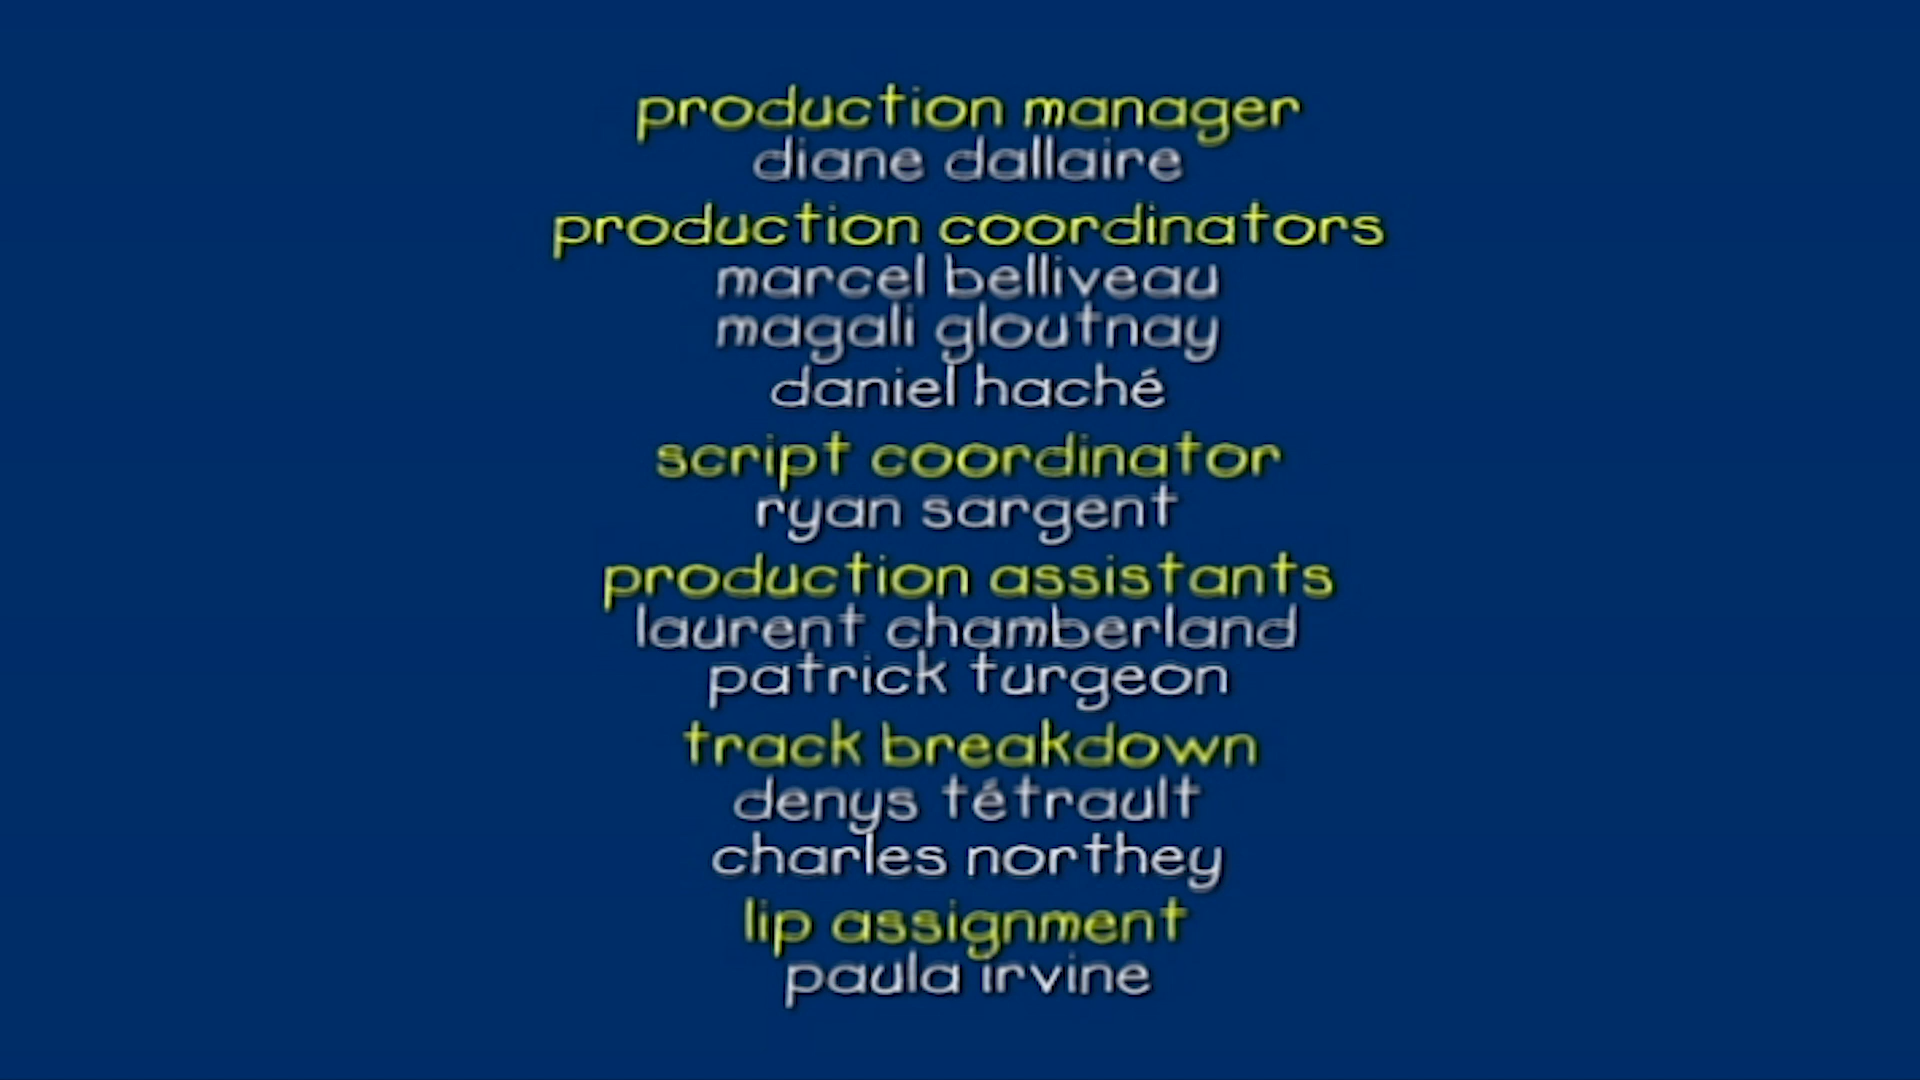 production manager
diane dallaire
production coordinators
marcel belliveau
magali gloutnay
daniel haché
script coordinator
ryan sargent
production assistants
laurent chamberland
patrick turgeon
track breakdown
denys tétrault
charles northey
lip assignment
paula irvine